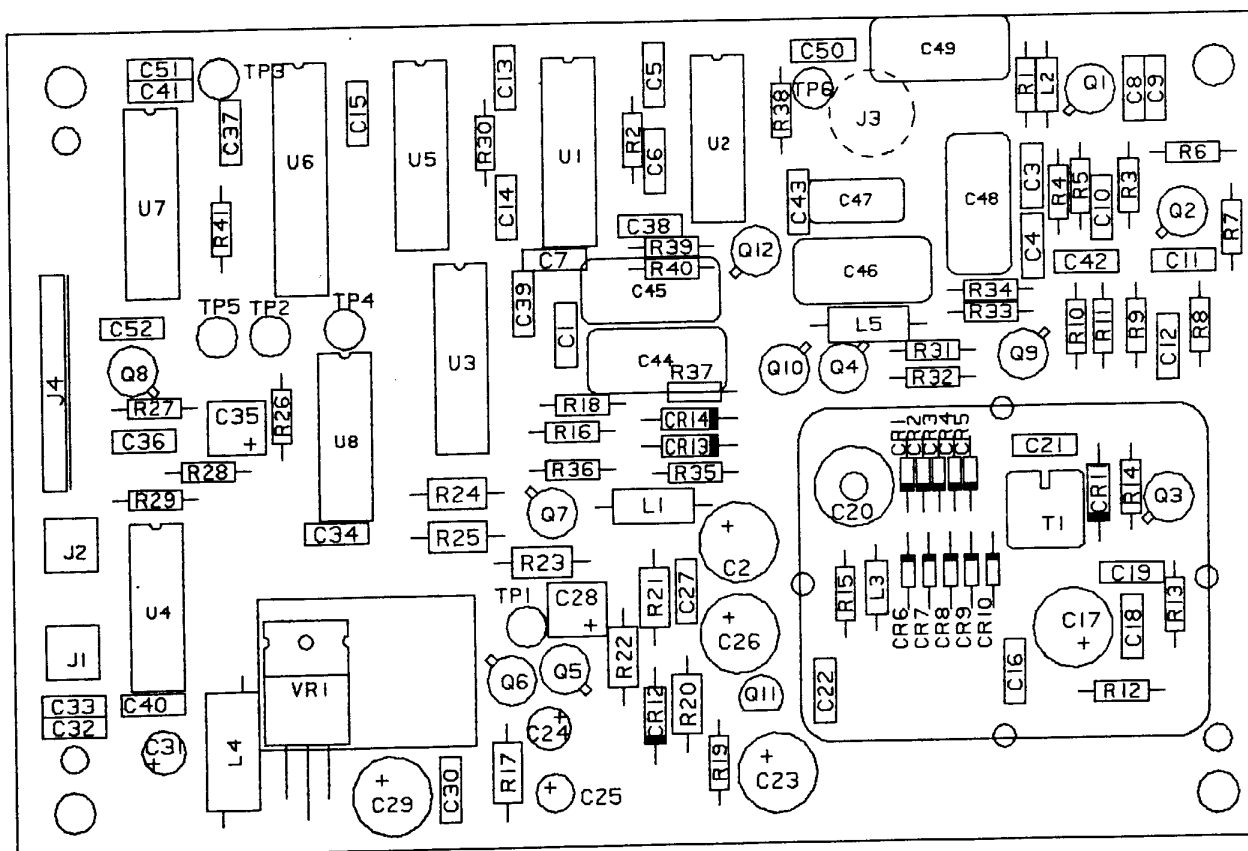 C51
C41
TP3
C37
C15
U6
U5
C13
R30
C14
U1
C5
R2
C6
U2
C50
C49
R38
TP6
J3
R1
L2
Q1
C8
C9
U7
R41
C38
R39
R40
C7
C39
C45
Q12
C43
C47
C48
C46
C3
C4
R4
R5
C10
R3
R6
Q2
R7
C42
C11
TP5
TP2
TP4
C52
Q8
J4
R27
C35
+
R26
C36
R28
R29
U8
C34
U3
C1
C44
R37
R18
CR14
R16
CR13
R36
R35
L5
R34
R33
Q10
Q4
R31
R32
Q9
R10
R11
R9
C12
R8
J2
J1
U4
R24
R25
R23
Q7
L1
+
C2
TP1
C28
+
R21
C27
R22
C26
+
CR1
CR2
CR3
CR4
CR5
C20
C21
T1
CR11
R14
Q3
R15
L3
CR6
CR7
CR8
CR9
CR10
C19
R13
C17
+
C18
C16
R12
C22
VR1
C33
C32
C40
C31
+
L4
+
C29
C30
Q6
Q5
C24
+
R17
+
C25
CR12
R20
Q11
R19
+
C23